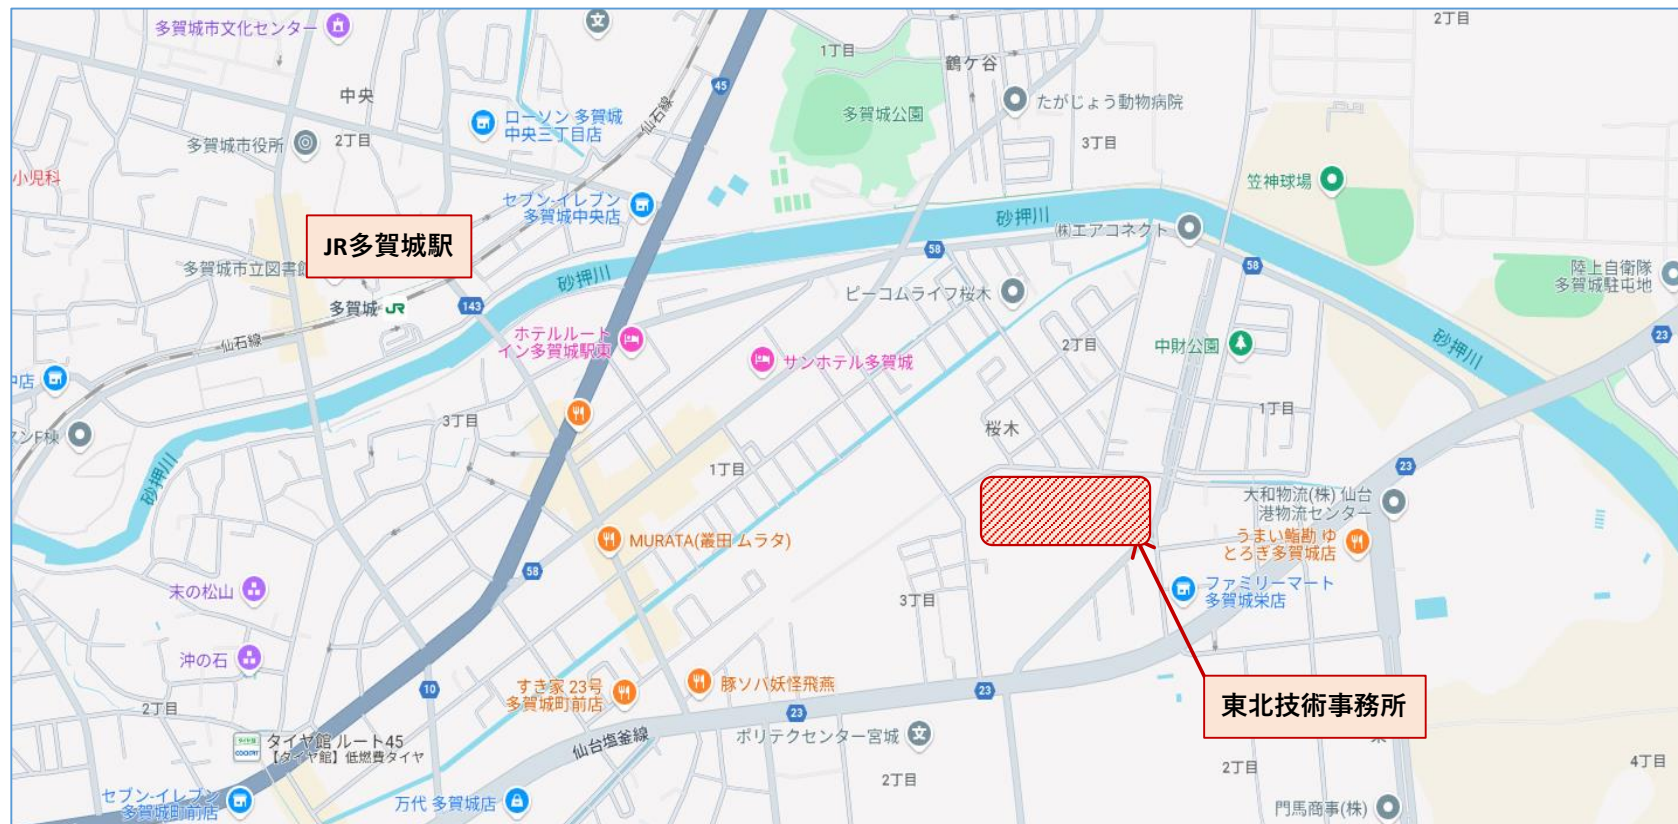 多賀城市文化センター
中央
多賀城市役所
2丁目
小児科
ローソン 多賀城
中央三丁目店
仙石線
45
1丁目
鶴ケ谷
たがじょう動物病院
多賀城公園
3丁目
2丁目
笠神球場
セブン-イレブン
多賀城中央店
JR多賀城駅
多賀城市立図書館
多賀城 JR
143
仙石線
砂押川
砂押川
58
㈱エアコネクト
58
陸上自衛隊
多賀城駐屯地
ピーコムライフ桜木
ホテルルート
イン多賀城駅東
サンホテル多賀城
2丁目
中財公園
砂押川
23
中店
3丁目
桜木
1丁目
砂押川
1丁目
23
大和物流(株) 仙台
港物流センター
うまい鮨勘 ゆ
とろぎ多賀城店
MURATA(叢田 ムラタ)
58
末の松山
3丁目
ファミリーマート
多賀城栄店
沖の石
2丁目
10
すき家 23号
多賀城町前店
豚ソバ妖怪飛燕
23
23
東北技術事務所
タイヤ館 ルート45
【タイヤ館】低燃費タイヤ
仙台塩釜線
ポリテクセンター宮城
2丁目
2丁目
4丁目
セブン-イレブン
多賀城町前店
万代 多賀城店
門馬商事(株)